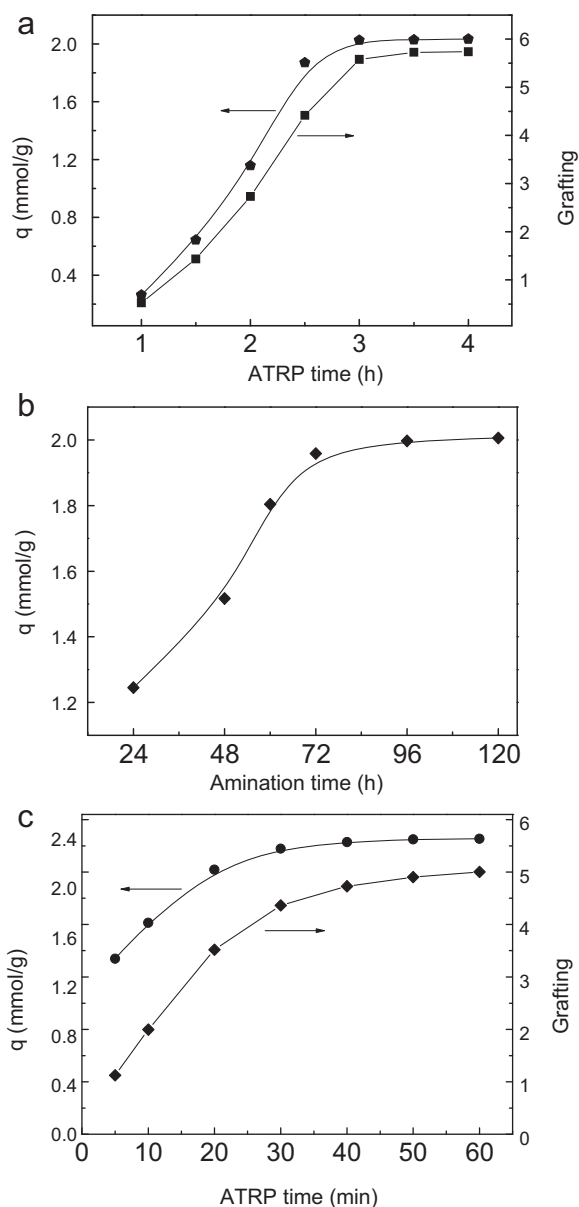 a
2.0
1.6
1.2
0.8
0.4
q (mmol/g)
6
5
4
3
2
1
Grafting
1 2 3 4
ATRP time (h)
b
2.0
1.8
1.6
1.4
1.2
q (mmol/g)
24 48 72 96 120
Amination time (h)
c
2.4
2.0
1.6
1.2
0.8
0.4
0.0
q (mmol/g)
6
5
4
3
2
1
0
Grafting
0 10 20 30 40 50 60
ATRP time (min)